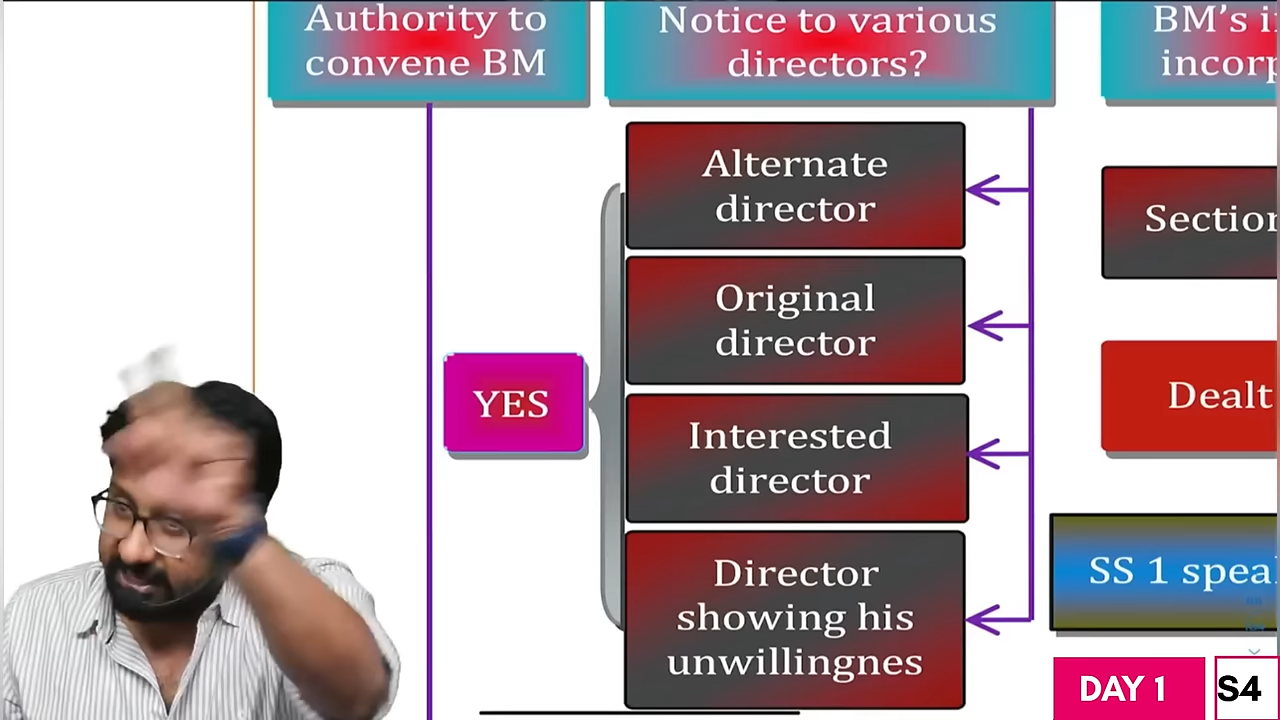 Authority to
convene BM
Notice to various
directors?
BM's i
incorp
Alternate
director
Original
director
Interested
director
Director
showing his
unwillingnes
YES
Section
Dealt
SS 1 spea
DAY 1
S4